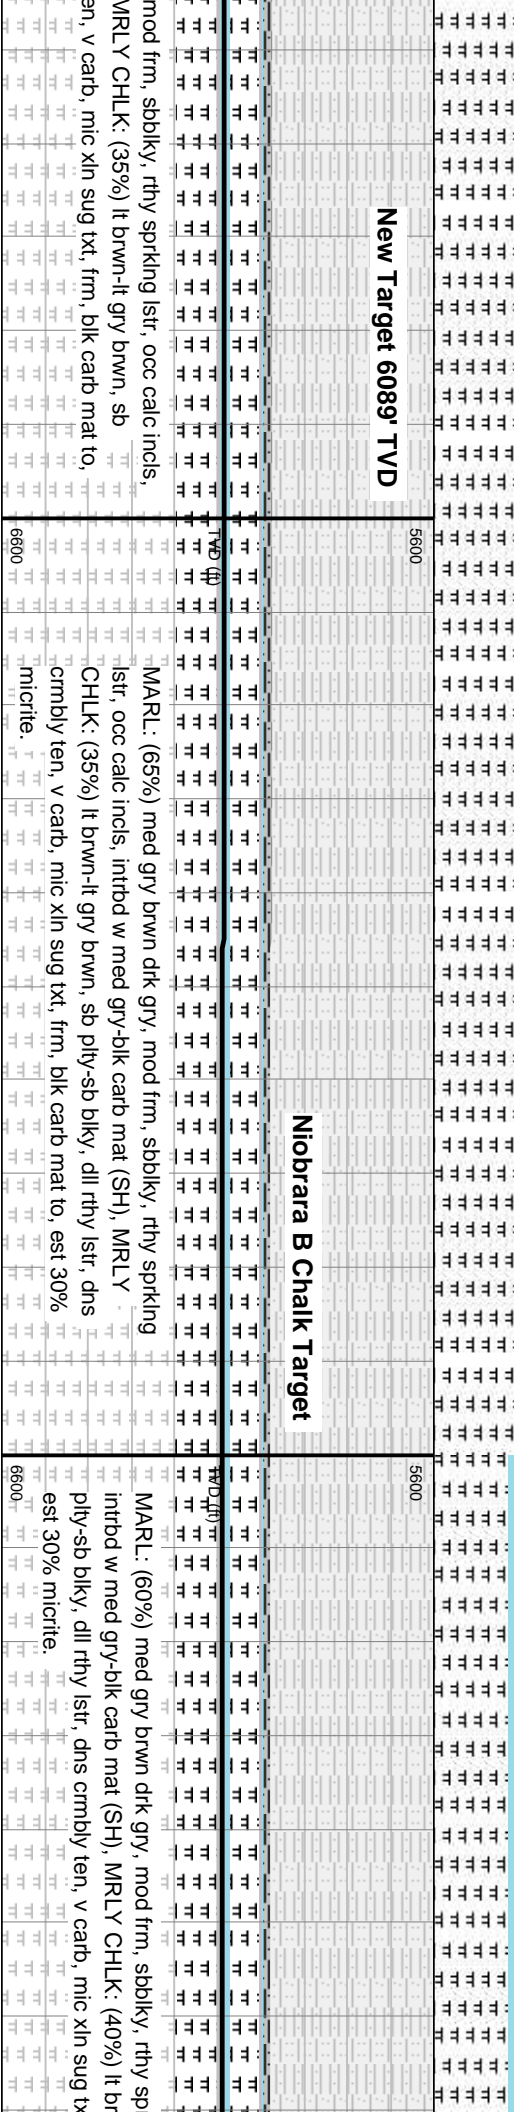 New Target 6089' TVD
mod frm, sbblky, rthy sprklng lstr, occ calc incls,
MRLY CHLK: (35%) lt brwn-lt gry brwn, sb
en, v carb, mic xln sug txt, frm, blk carb mat to,
5600
TVD (ft)
6600
Niobrara B Chalk Target
MARL: (65%) med gry brwn drk gry, mod frm, sbblky, rthy sprklng
lstr, occ calc incls, intrbd w med gry-blk carb mat (SH), MRLY
CHLK: (35%) lt brwn-lt gry brwn, sb plty-sb blky, dll rthy lstr, dns
crmbly ten, v carb, mic xln sug txt, frm, blk carb mat to, est 30%
micrite.
5600
TVD (ft)
6600
MARL: (60%) med gry brwn drk gry, mod frm, sbblky, rthy sp
intrbd w med gry-blk carb mat (SH), MRLY CHLK: (40%) lt br
plty-sb blky, dll rthy lstr, dns crmbly ten, v carb, mic xln sug tx
est 30% micrite.